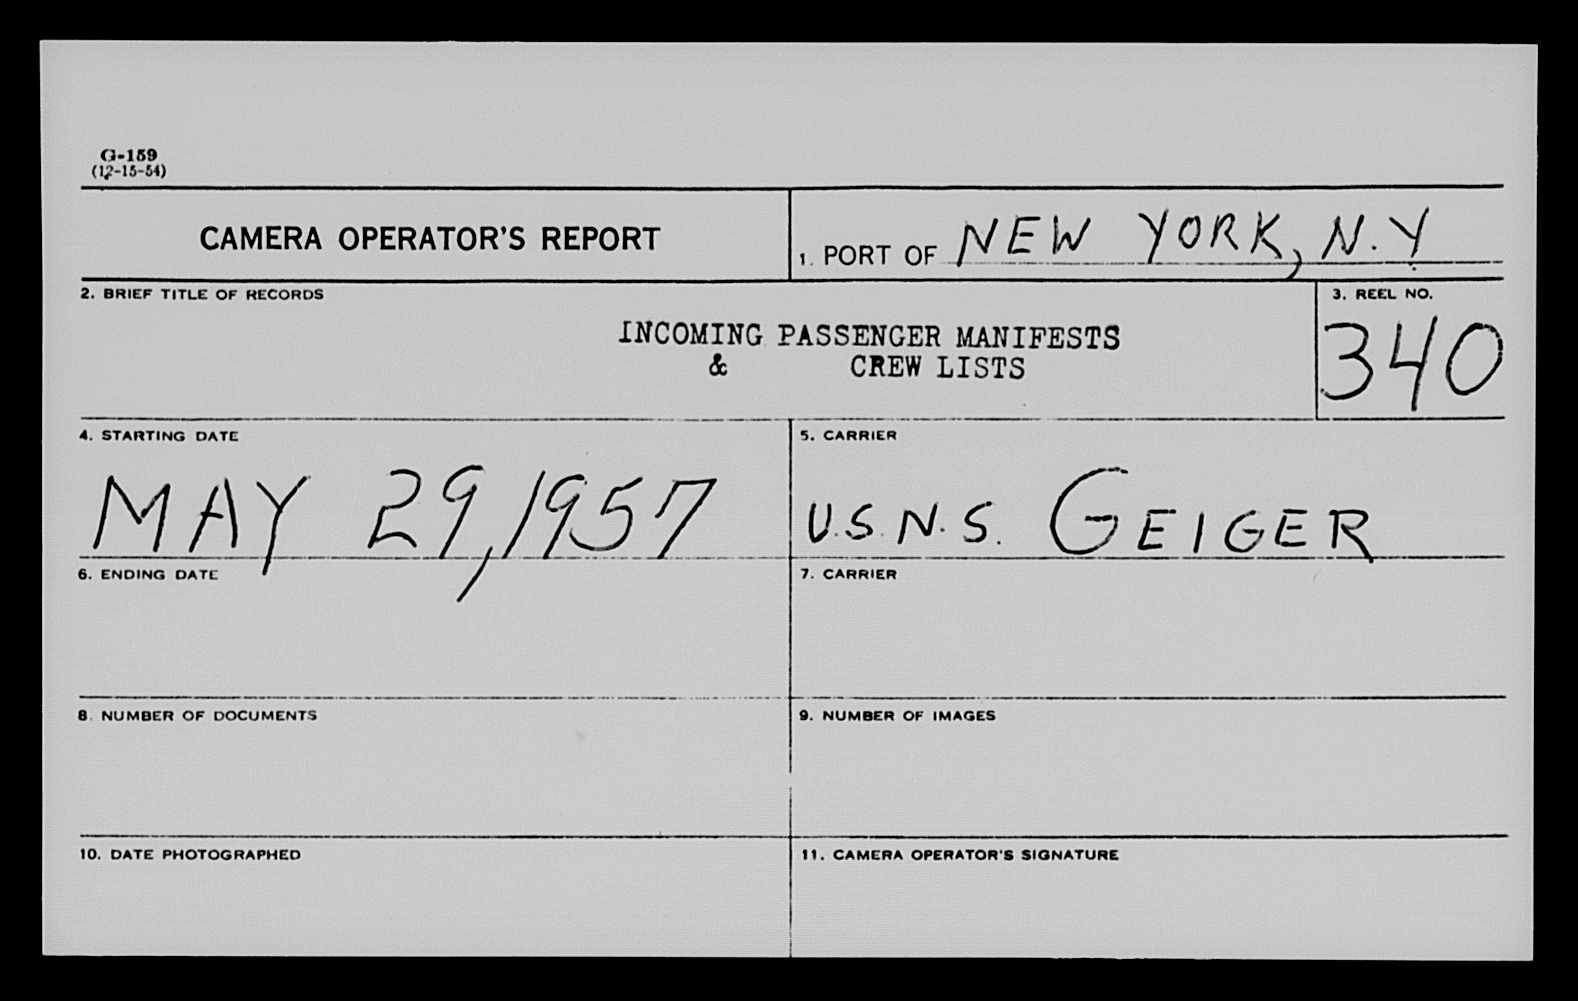 G-159
(12-15-54)
CAMERA OPERATOR'S REPORT
1. PORT OF NEW YORK, N.Y
2. BRIEF TITLE OF RECORDS
INCOMING PASSENGER MANIFESTS
& CREW LISTS
3. REEL NO.
340
4. STARTING DATE
MAY 29, 1957
5. CARRIER
U.S.N.S. GEIGER
6. ENDING DATE
7. CARRIER
8. NUMBER OF DOCUMENTS
9. NUMBER OF IMAGES
10. DATE PHOTOGRAPHED
11. CAMERA OPERATOR'S SIGNATURE